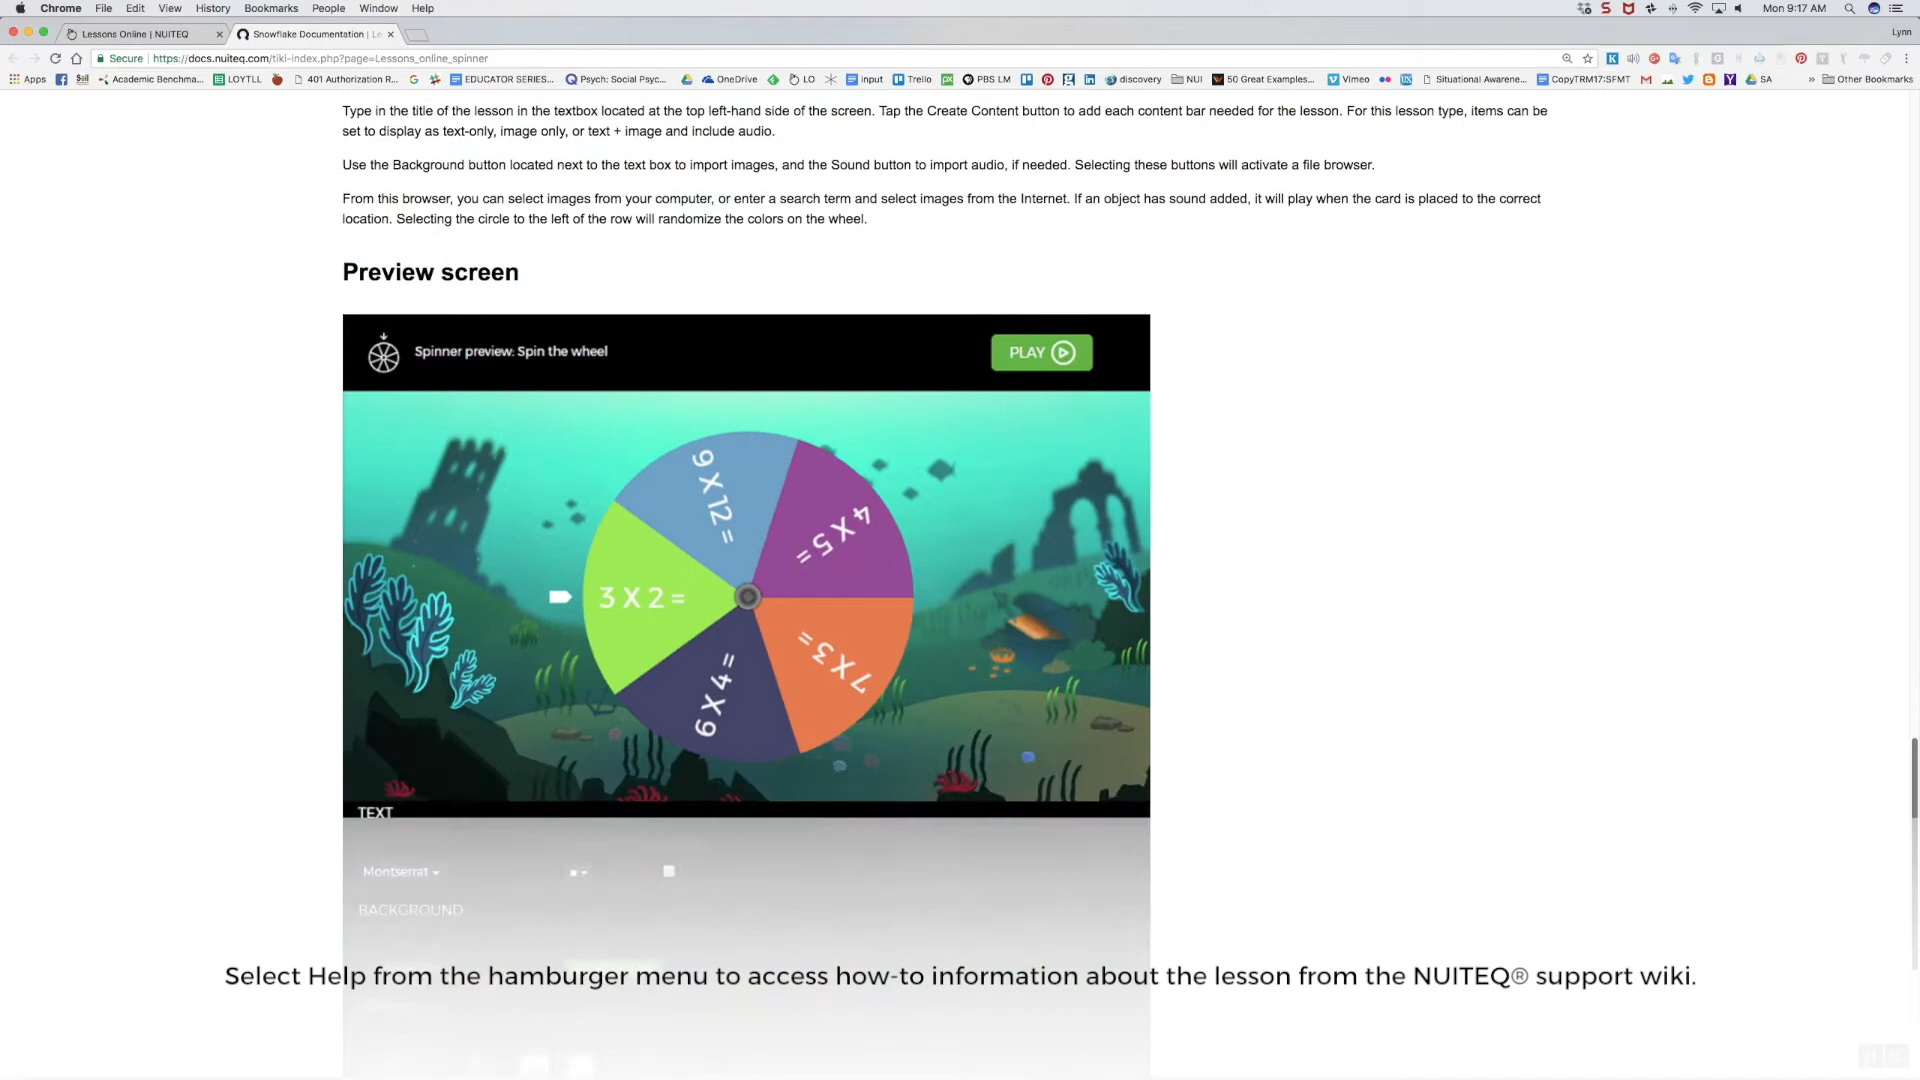 Chrome File Edit View History Bookmarks People Window Help Mon 9:17 AM
Lessons Online | NUITEQ Snowflake Documentation | Le Lynn
Secure https://docs.nuiteq.com/tiki-index.php?page=Lessons_online_spinner
Apps Academic Benchma... LOYTLL 401 Authorization R... EDUCATOR SERIES... Psych: Social Psyc... OneDrive LO input Trello PBS LM discovery NUI 50 Great Examples... Vimeo Situational Awarene... CopyTRM17:SFMT SA » Other Bookmarks
Type in the title of the lesson in the textbox located at the top left-hand side of the screen. Tap the Create Content button to add each content bar needed for the lesson. For this lesson type, items can be
set to display as text-only, image only, or text + image and include audio.
Use the Background button located next to the text box to import images, and the Sound button to import audio, if needed. Selecting these buttons will activate a file browser.
From this browser, you can select images from your computer, or enter a search term and select images from the Internet. If an object has sound added, it will play when the card is placed to the correct
location. Selecting the circle to the left of the row will randomize the colors on the wheel.
Preview screen
Spinner preview: Spin the wheel PLAY
9 X 12 =
4 X 5 =
3 X 2 =
7 X 3 =
6 X 4 =
TEXT
Montserrat
BACKGROUND
Select Help from the hamburger menu to access how-to information about the lesson from the NUITEQ® support wiki.